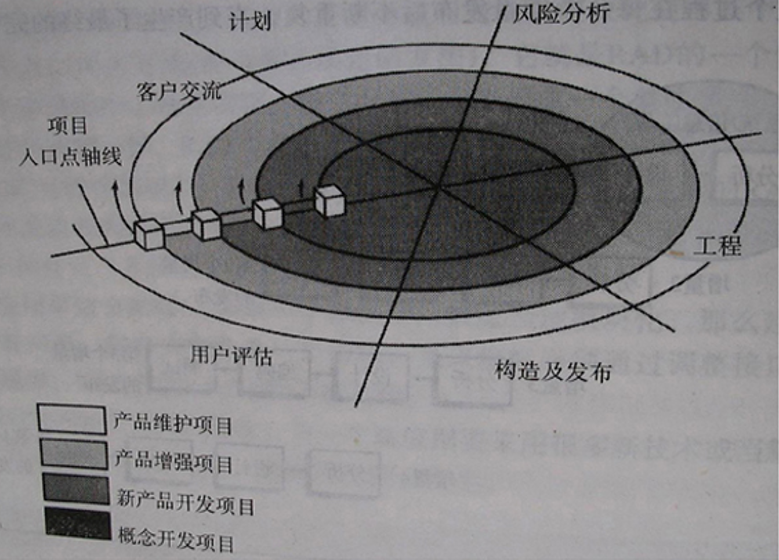 计划
风险分析
客户交流
项目
入口点轴线
工程
用户评估
构造及发布
产品维护项目
产品增强项目
新产品开发项目
概念开发项目